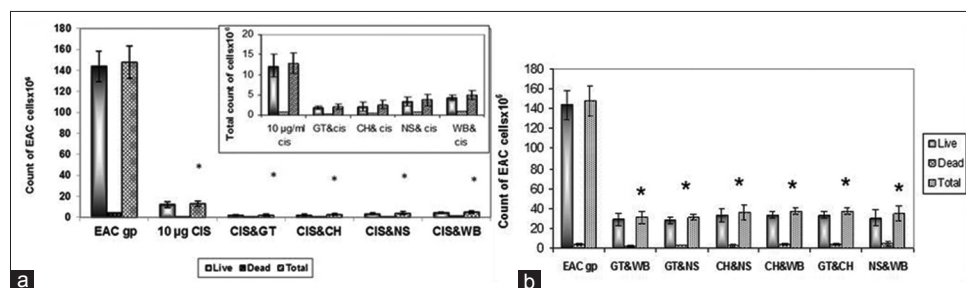 Count of EAC cellsx10⁶
180
160
140
120
100
80
60
40
20
0
EAC gp 10 µg CIS CIS&GT CIS&CH CIS&NS CIS&WB
* * * * *
Live Dead Total
a
Total count of cellsx10⁶
20
15
10
5
0
10 µg/ml cis GT&cis CH& cis NS& cis WB& cis
Count of EAC cellsx10⁶
180
160
140
120
100
80
60
40
20
0
* * * * * *
EAC gp GT&WB GT&NS CH&NS CH&WB GT&CH NS&WB
Live
Dead
Total
b